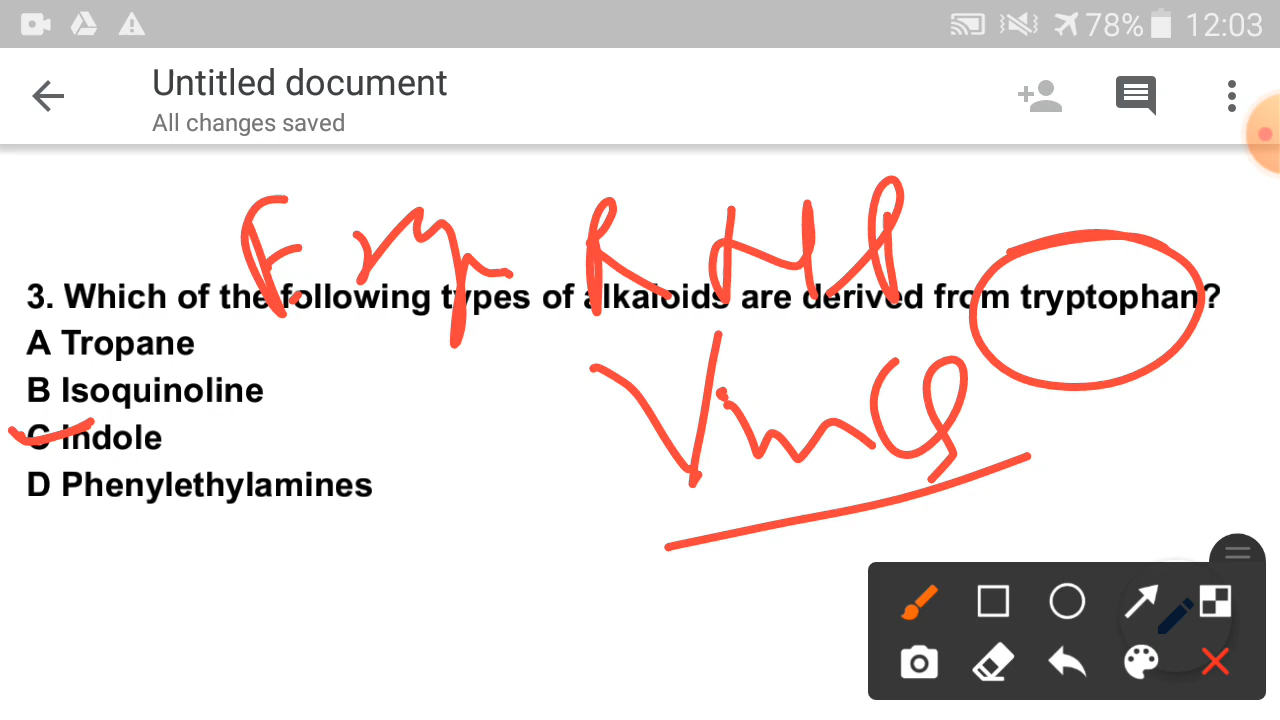 78% 12:03
Untitled document
All changes saved
3. Which of the following types of alkaloids are derived from tryptophan?
A Tropane
B Isoquinoline
C Indole
D Phenylethylamines